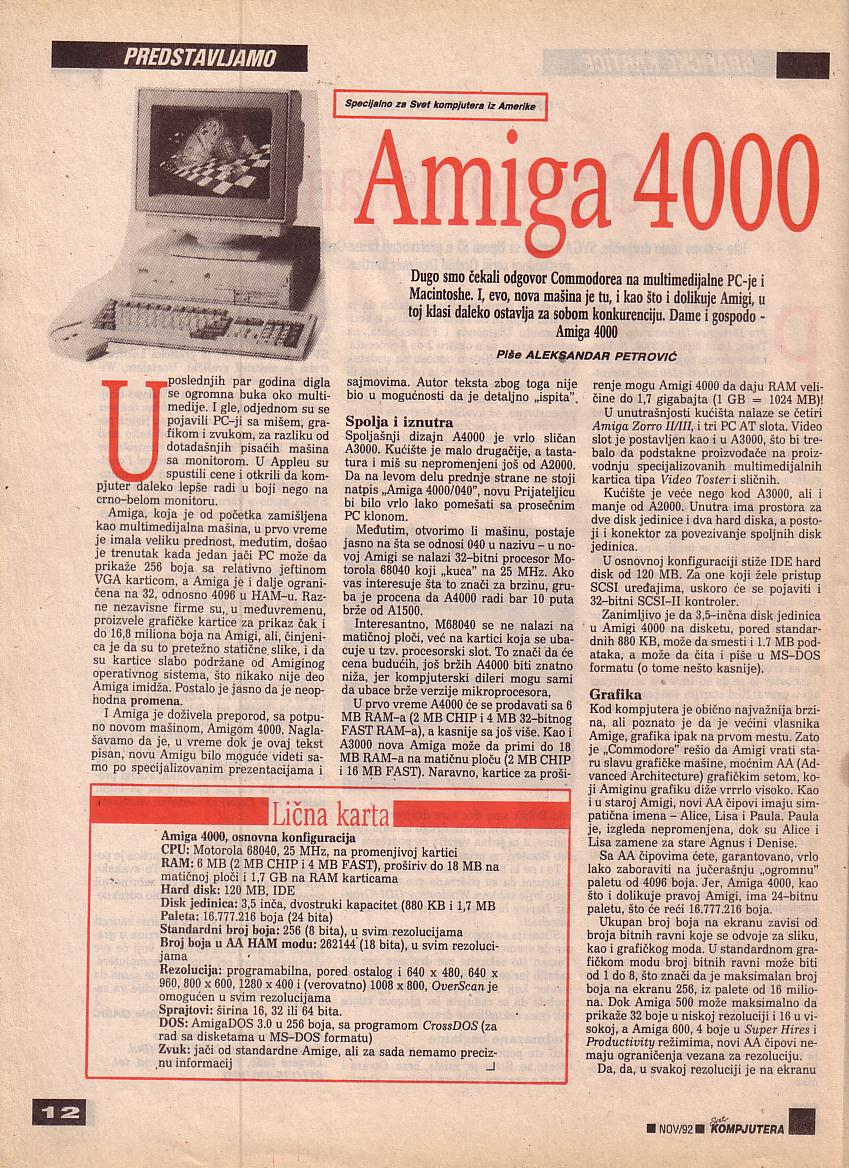 PREDSTAVLJAMO
Specijalno za Svet kompjutera iz Amerike
Amiga 4000
Dugo smo čekali odgovor Commodorea na multimedijalne PC-je i
Macintoshe. I, evo, nova mašina je tu, i kao što i dolikuje Amigi, u
toj klasi daleko ostavlja za sobom konkurenciju. Dame i gospodo -
Amiga 4000
Piše ALEKSANDAR PETROVIĆ
Uposlednjih par godina digla
se ogromna buka oko multi-
medije. I gle, odjednom su se
pojavili PC-ji sa mišem, gra-
fikom i zvukom, za razliku od
dotadašnjih pisaćih mašina
sa monitorom. U Appleu su
spustili cene i otkrili da kom-
pjuter daleko lepše radi u boji nego na
crno–belom monitoru.
Amiga, koja je od početka zamišljena
kao multimedijalna mašina, u prvo vreme
je imala veliku prednost, međutim, došao
je trenutak kada jedan jači PC može da
prikaže 256 boja sa relativno jeftinom
VGA karticom, a Amiga je i dalje ograni-
čena na 32, odnosno 4096 u HAM–u. Raz-
ne nezavisne firme su, u međuvremenu,
proizvele grafičke kartice za prikaz čak i
do 16,8 miliona boja na Amigi, ali, činjeni-
ca je da su to pretežno statične slike, i da
su kartice slabo podržane od Amiginog
operativnog sistema, što nikako nije deo
Amiga imidža. Postalo je jasno da je neop-
hodna promena.
I Amiga je doživela preporod, sa potpu-
no novom mašinom, Amigom 4000. Nagla-
šavamo da je, u vreme dok je ovaj tekst
pisan, novu Amigu bilo moguće videti sa-
mo po specijalizovanim prezentacijama i
sajmovima. Autor teksta zbog toga nije
bio u mogućnosti da je detaljno „ispita”.
Spolja i iznutra
Spoljašnji dizajn A4000 je vrlo sličan
A3000. Kućište je malo drugačije, a tasta-
tura i miš su nepromenjeni još od A2000.
Da na levom delu prednje strane ne stoji
natpis „Amiga 4000/040”, novu Prijateljicu
bi bilo vrlo lako pomešati sa prosečnim
PC klonom.
Međutim, otvorimo li mašinu, postaje
jasno na šta se odnosi 040 u nazivu – u no-
voj Amigi se nalazi 32–bitni procesor Mo-
torola 68040 koji „kuca” na 25 MHz. Ako
vas interesuje šta to znači za brzinu, gru-
ba je procena da A4000 radi bar 10 puta
brže od A1500.
Interesantno, M68040 se ne nalazi na
matičnoj ploči, već na kartici koja se uba-
cuje u tzv. procesorski slot. To znači da će
cena budućih, još bržih A4000 biti znatno
niža, jer kompjuterski dileri mogu sami
da ubace brže verzije mikroprocesora,
U prvo vreme A4000 će se prodavati sa 6
MB RAM–a (2 MB CHIP i 4 MB 32–bitnog
FAST RAM–a), a kasnije sa još više. Kao i
A3000 nova Amiga može da primi do 18
MB RAM–a na matičnu ploču (2 MB CHIP
i 16 MB FAST). Naravno, kartice za proši-
renje mogu Amigi 4000 da daju RAM veli-
čine do 1,7 gigabajta (1 GB = 1024 MB)!
U unutrašnjosti kućišta nalaze se četiri
Amiga Zorro II/III, i tri PC AT slota. Video
slot je postavljen kao i u A3000, što bi tre-
balo da podstakne proizvođače na proiz-
vodnju specijalizovanih multimedijalnih
kartica tipa Video Toster i sličnih.
Kućište je veće nego kod A3000, ali i
manje od A2000. Unutra ima prostora za
dve disk jedinice i dva hard diska, a posto-
ji i konektor za povezivanje spoljnih disk
jedinica.
U osnovnoj konfiguraciji stiže IDE hard
disk od 120 MB. Za one koji žele pristup
SCSI uređajima, uskoro će se pojaviti i
32–bitni SCSI–II kontroler.
Zanimljivo je da 3,5–inčna disk jedinica
u Amigi 4000 na disketu, pored standar-
dnih 880 KB, može da smesti i 1.7 MB pod-
ataka, a može da čita i piše u MS–DOS
formatu (o tome nešto kasnije).
Grafika
Kod kompjutera je obično najvažnija brzi-
na, ali poznato je da je većini vlasnika
Amige, grafika ipak na prvom mestu. Zato
je „Commodore” rešio da Amigi vrati sta-
ru slavu grafičke mašine, moćnim AA (Ad-
vanced Architecture) grafičkim setom, ko-
ji Amiginu grafiku diže vrrrlo visoko. Kao
i u staroj Amigi, novi AA čipovi imaju sim-
patična imena – Alice, Lisa i Paula. Paula
je, izgleda nepromenjena, dok su Alice i
Lisa zamene za stare Agnus i Denise.
Sa AA čipovima ćete, garantovano, vrlo
lako zaboraviti na jučerašnju „ogromnu”
paletu od 4096 boja. Jer, Amiga 4000, kao
što i dolikuje pravoj Amigi, ima 24–bitnu
paletu, što će reći 16.777.216 boja.
Ukupan broj boja na ekranu zavisi od
broja bitnih ravni koje se odvoje za sliku,
kao i grafičkog moda. U standardnom gra-
fičkom modu broj bitnih ravni može biti
od 1 do 8, što znači da je maksimalan broj
boja na ekranu 256, iz palete od 16 milio-
na. Dok Amiga 500 može maksimalno da
prikaže 32 boje u niskoj rezoluciji i 16 u vi-
sokoj, a Amiga 600, 4 boje u Super Hires i
Productivity režimima, novi AA čipovi ne-
maju ograničenja vezana za rezoluciju.
Da, da, u svakoj rezoluciji je na ekranu
Lična karta
Amiga 4000, osnovna konfiguracija
CPU: Motorola 68040, 25 MHz, na promenjivoj kartici
RAM: 6 MB (2 MB CHIP i 4 MB FAST), proširiv do 18 MB na
matičnoj ploči i 1,7 GB na RAM karticama
Hard disk: 120 MB, IDE
Disk jedinica: 3,5 inča, dvostruki kapacitet (880 KB i 1,7 MB
Paleta: 16.777.216 boja (24 bita)
Standardni broj boja: 256 (8 bita), u svim rezolucijama
Broj boja u AA HAM modu: 262144 (18 bita), u svim rezoluci-
jama
Rezolucija: programabilna, pored ostalog i 640 x 480, 640 x
960, 800 x 600, 1280 x 400 i (verovatno) 1008 x 800, OverScan je
omogućen u svim rezolucijama
Sprajtovi: širina 16, 32 ili 64 bita.
DOS: AmigaDOS 3.0 u 256 boja, sa programom CrossDOS (za
rad sa disketama u MS–DOS formatu)
Zvuk: jači od standardne Amige, ali za sada nemamo preciz-
nu informacij
12
NOV/92 Svet KOMPJUTERA